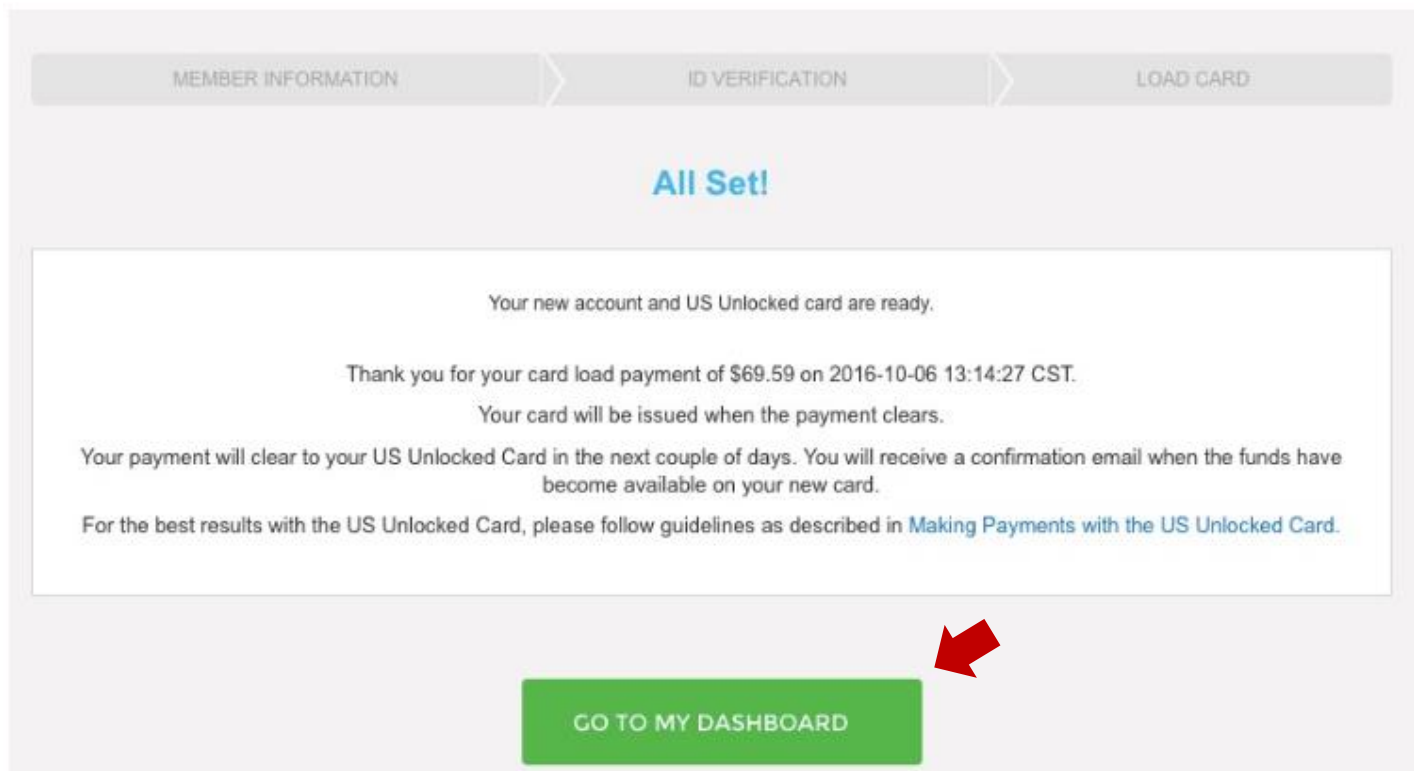 MEMBER INFORMATION
ID VERIFICATION
LOAD CARD
All Set!
Your new account and US Unlocked card are ready.
Thank you for your card load payment of $69.59 on 2016-10-06 13:14:27 CST.
Your card will be issued when the payment clears.
Your payment will clear to your US Unlocked Card in the next couple of days. You will receive a confirmation email when the funds have
become available on your new card.
For the best results with the US Unlocked Card, please follow guidelines as described in Making Payments with the US Unlocked Card.
GO TO MY DASHBOARD